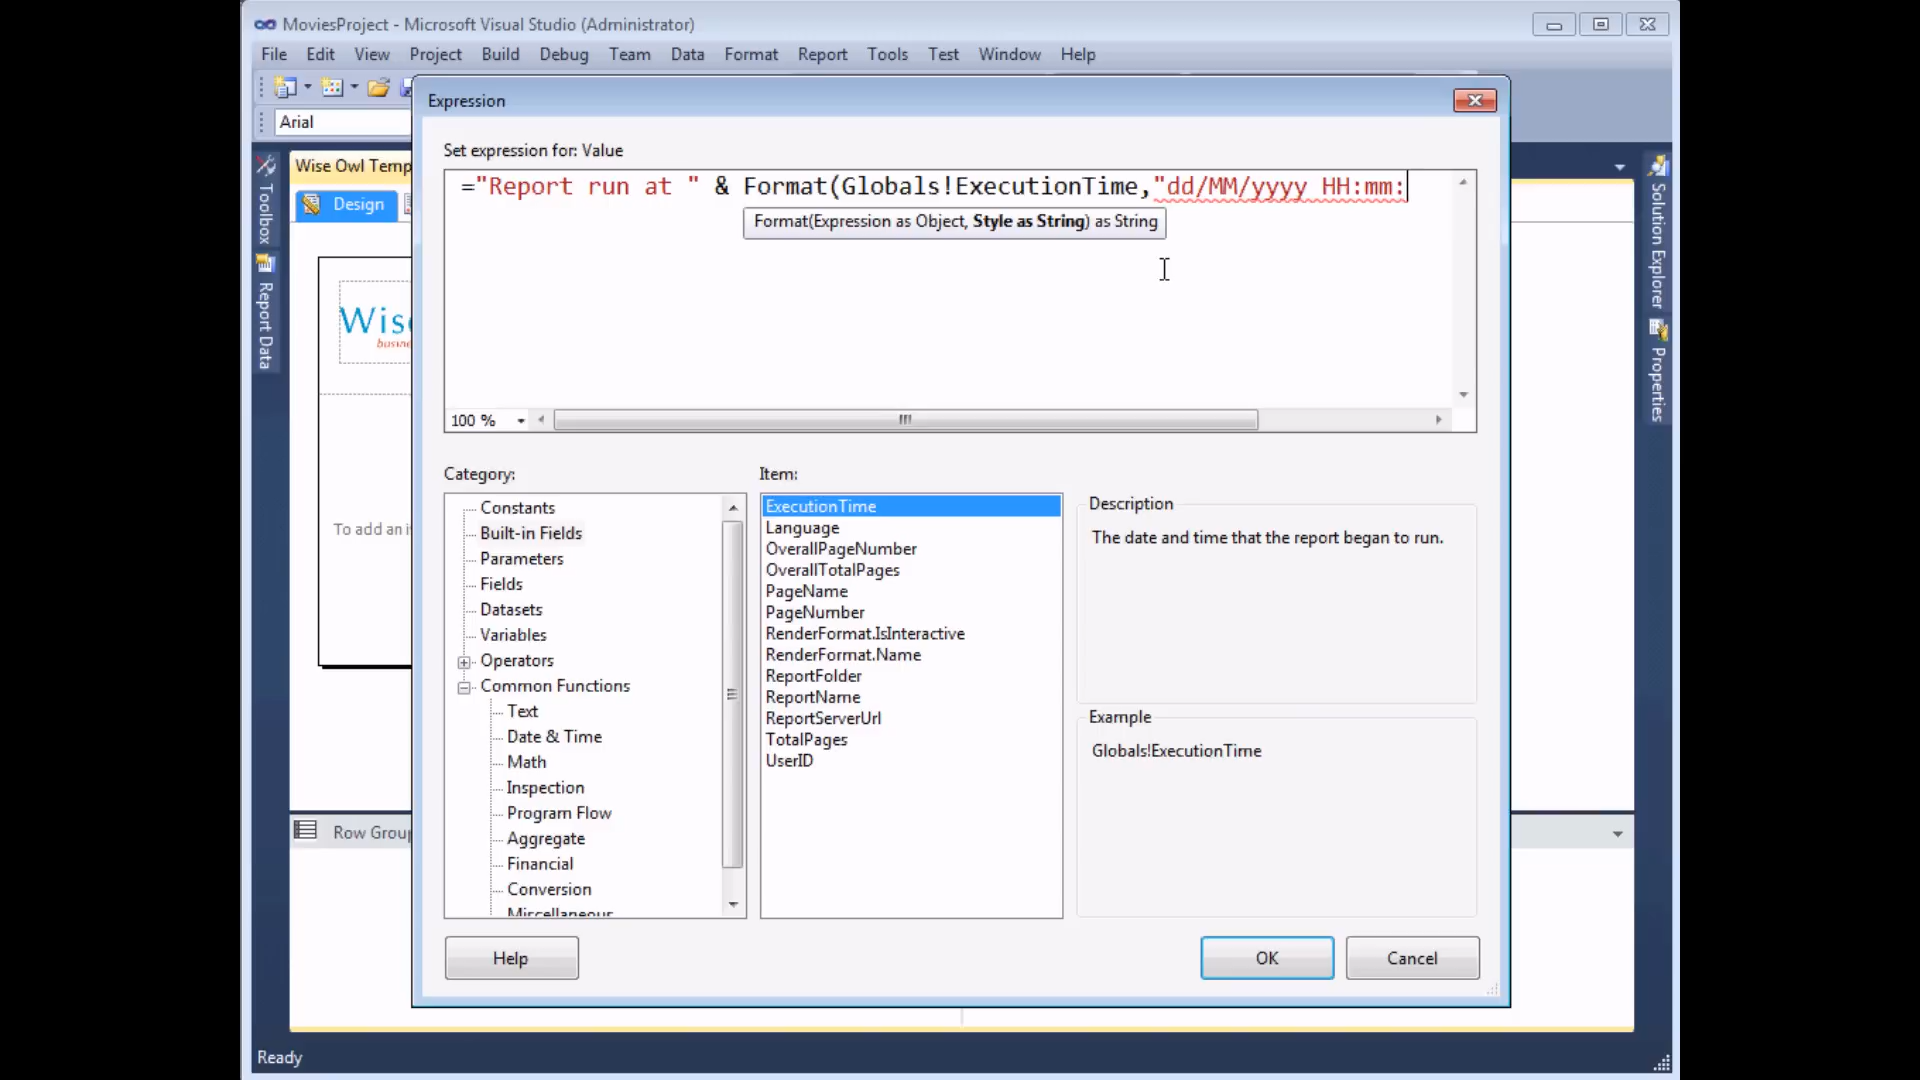 MoviesProject - Microsoft Visual Studio (Administrator)
File Edit View Project Build Debug Team Data Format Report Tools Test Window Help
Expression
Arial
Set expression for: Value
Wise Owl Temp
="Report run at " & Format(Globals!ExecutionTime,"dd/MM/yyyy HH:mm:
Design
Format(Expression as Object, Style as String) as String
Toolbox
Report Data
Solution Explorer
Properties
Wis
busine
100 %
Category:
Item:
Constants
Built-in Fields
Parameters
Fields
Datasets
Variables
Operators
Common Functions
Text
Date & Time
Math
Inspection
Program Flow
Aggregate
Financial
Conversion
Miscellaneous
ExecutionTime
Language
OverallPageNumber
OverallTotalPages
PageName
PageNumber
RenderFormat.IsInteractive
RenderFormat.Name
ReportFolder
ReportName
ReportServerUrl
TotalPages
UserID
Description
The date and time that the report began to run.
Example
Globals!ExecutionTime
To add an i
Row Grou
Help
OK
Cancel
Ready